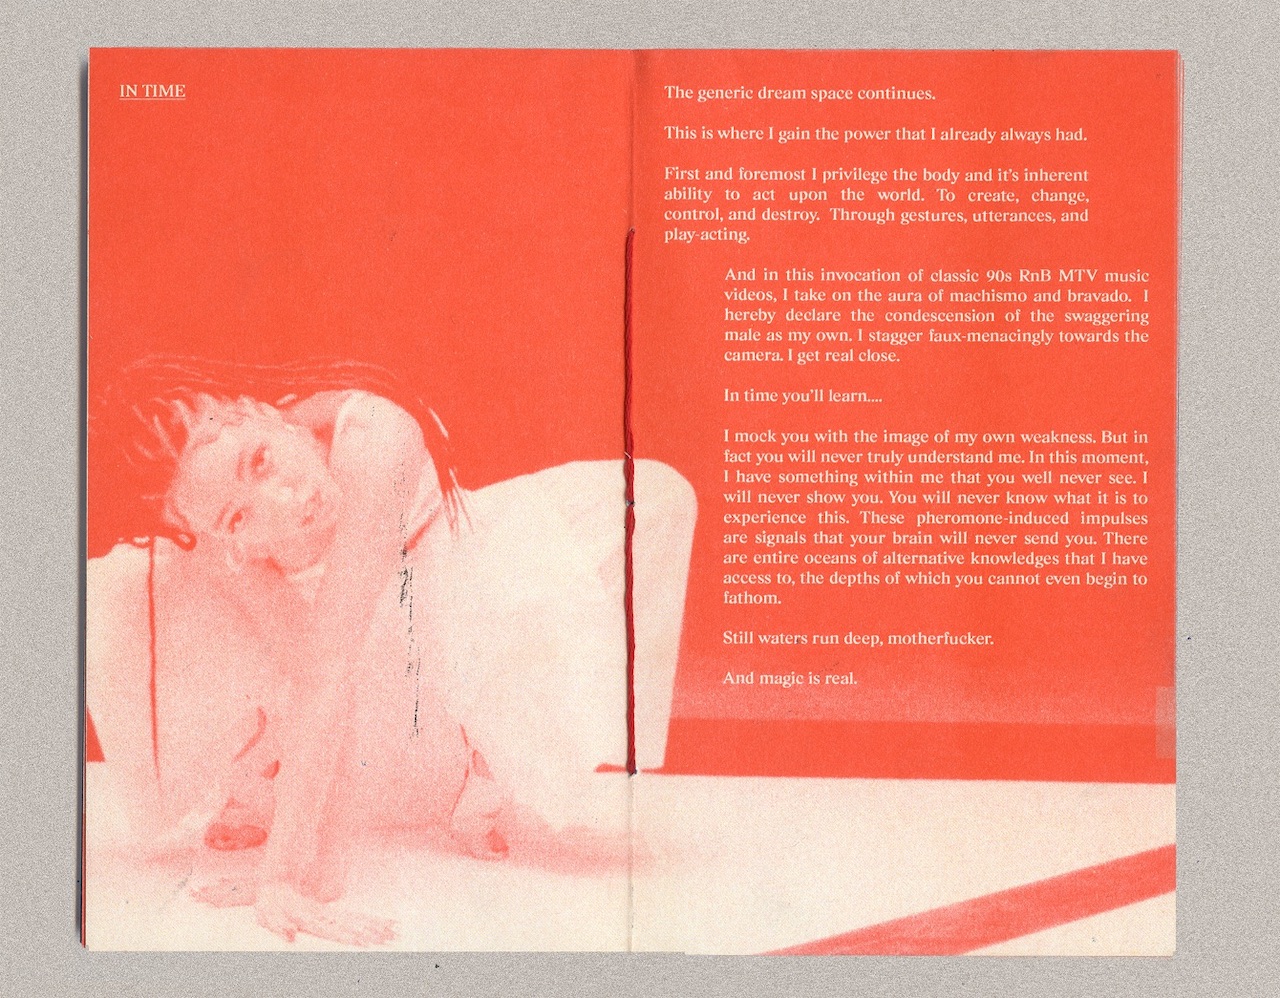 IN TIME
The generic dream space continues.
This is where I gain the power that I already always had.
First and foremost I privilege the body and it's inherent
ability to act upon the world. To create, change,
control, and destroy. Through gestures, utterances, and
play-acting.
And in this invocation of classic 90s RnB MTV music
videos, I take on the aura of machismo and bravado. I
hereby declare the condescension of the swaggering
male as my own. I stagger faux-menacingly towards the
camera. I get real close.
In time you'll learn....
I mock you with the image of my own weakness. But in
fact you will never truly understand me. In this moment,
I have something within me that you well never see. I
will never show you. You will never know what it is to
experience this. These pheromone-induced impulses
are signals that your brain will never send you. There
are entire oceans of alternative knowledges that I have
access to, the depths of which you cannot even begin to
fathom.
Still waters run deep, motherfucker.
And magic is real.